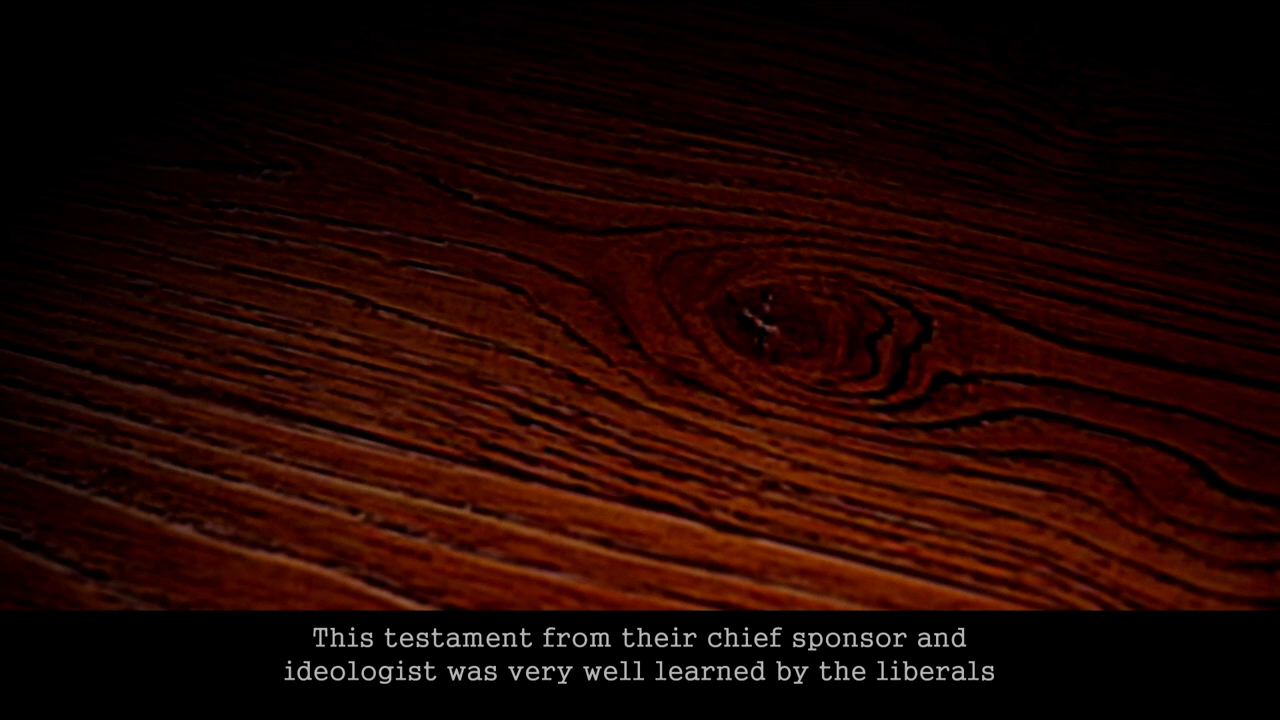 This testament from their chief sponsor and
ideologist was very well learned by the liberals